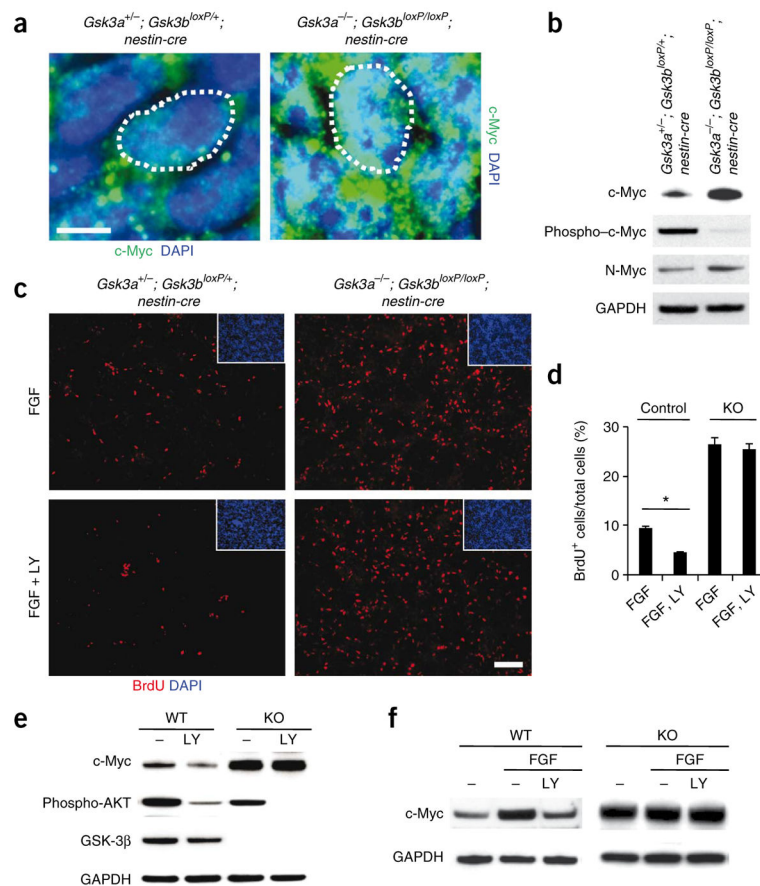 a
Gsk3a+/–; Gsk3bloxP/+;
nestin-cre
Gsk3a–/–; Gsk3bloxP/loxP;
nestin-cre
c-Myc DAPI
c-Myc DAPI
b
Gsk3a+/–; Gsk3bloxP/+;
nestin-cre
Gsk3a–/–; Gsk3bloxP/loxP;
nestin-cre
c-Myc
Phospho–c-Myc
N-Myc
GAPDH
c
Gsk3a+/–; Gsk3bloxP/+;
nestin-cre
Gsk3a–/–; Gsk3bloxP/loxP;
nestin-cre
FGF
FGF + LY
BrdU DAPI
d
Control KO
BrdU+ cells/total cells (%)
30
20
10
0
*
FGF
FGF, LY
FGF
FGF, LY
e
WT KO
– LY – LY
c-Myc
Phospho-AKT
GSK-3β
GAPDH
f
WT KO
FGF FGF
– – LY – – LY
c-Myc
GAPDH